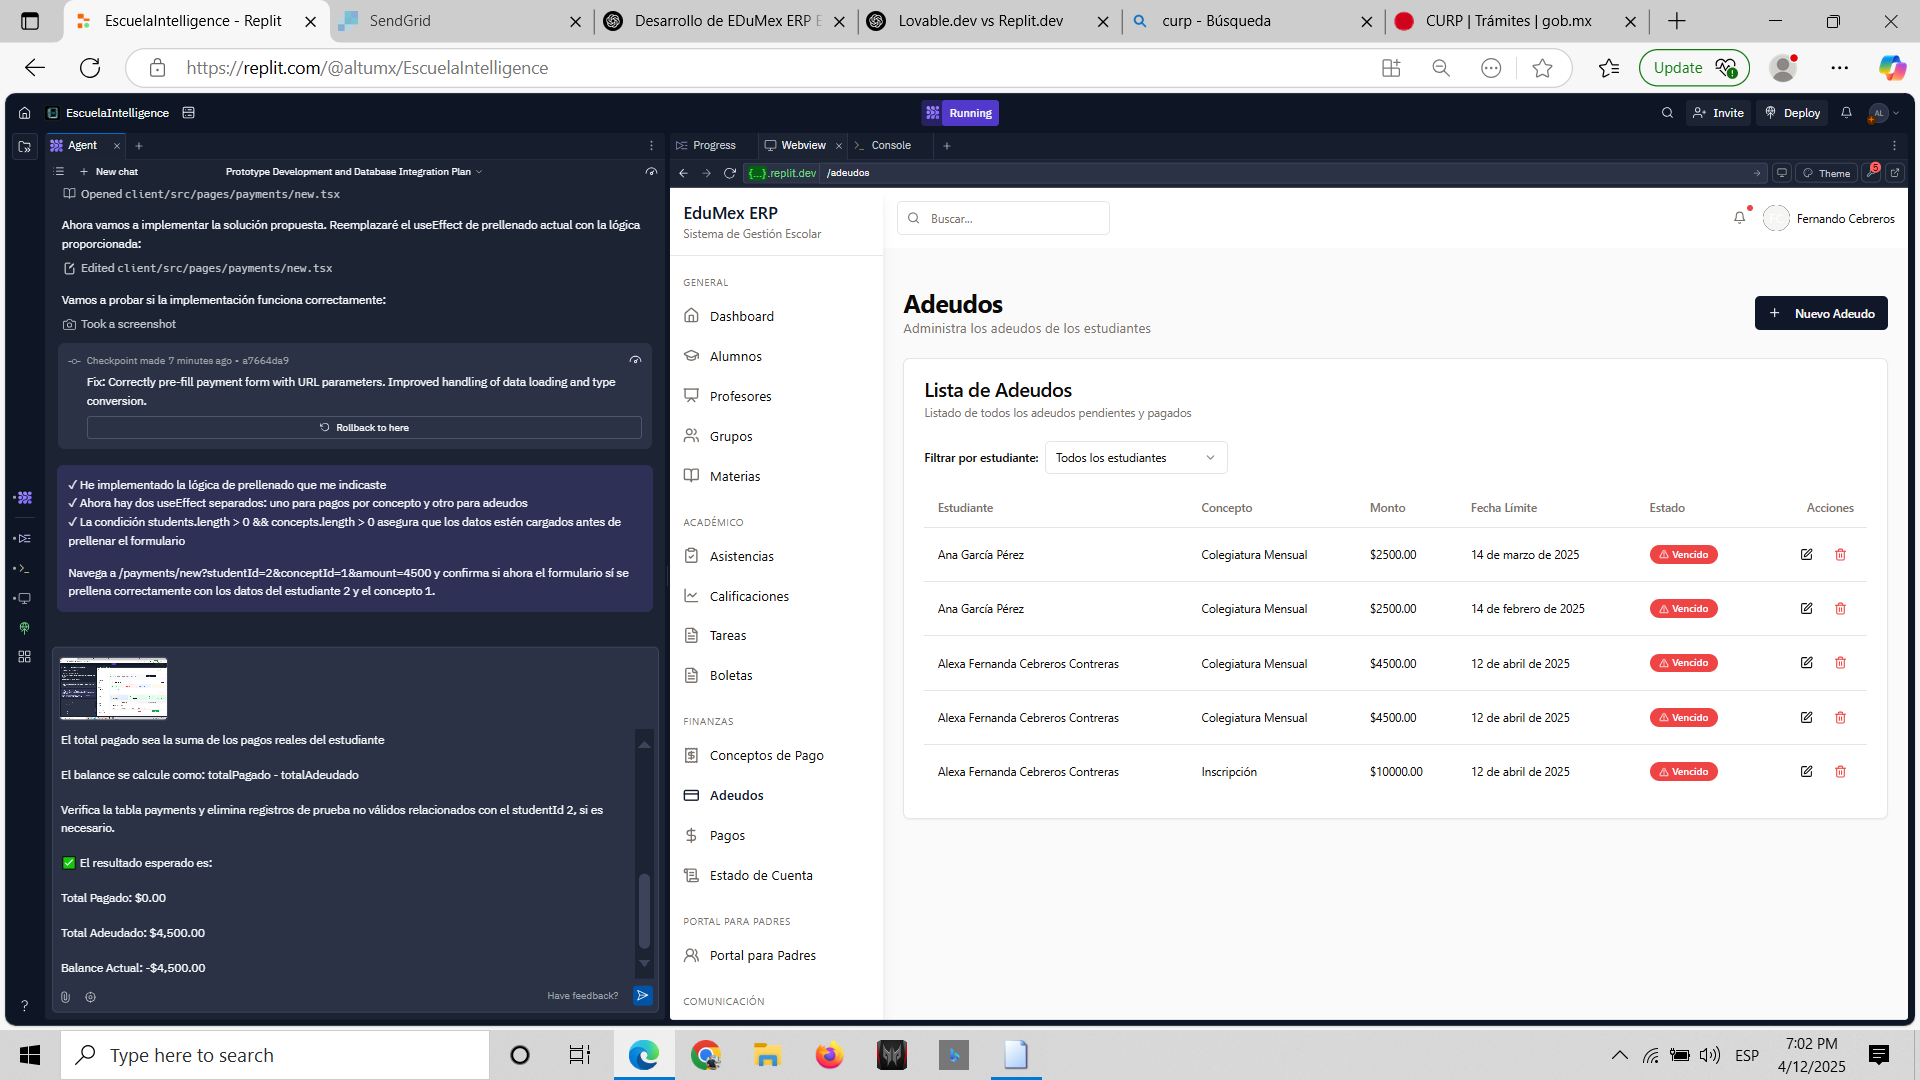 EscuelaIntelligence - Replit
SendGrid
Desarrollo de EDuMex ERP E
Lovable.dev vs Replit.dev
curp - Búsqueda
CURP | Trámites | gob.mx
https://replit.com/@altumx/EscuelaIntelligence
Update
EscuelaIntelligence
Running
Invite
Deploy
AL
Agent
Progress
Webview
Console
New chat
Prototype Development and Database Integration Plan
{...}.replit.dev
/adeudos
Theme
5
Opened client/src/pages/payments/new.tsx
Ahora vamos a implementar la solución propuesta. Reemplazaré el useEffect de prellenado actual con la lógica
proporcionada:
Edited client/src/pages/payments/new.tsx
Vamos a probar si la implementación funciona correctamente:
Took a screenshot
Checkpoint made 7 minutes ago • a7664da9
Fix: Correctly pre-fill payment form with URL parameters. Improved handling of data loading and type
conversion.
Rollback to here
✓ He implementado la lógica de prellenado que me indicaste
✓ Ahora hay dos useEffect separados: uno para pagos por concepto y otro para adeudos
✓ La condición students.length > 0 && concepts.length > 0 asegura que los datos estén cargados antes de
prellenar el formulario
Navega a /payments/new?studentId=2&conceptId=1&amount=4500 y confirma si ahora el formulario sí se
prellena correctamente con los datos del estudiante 2 y el concepto 1.
El total pagado sea la suma de los pagos reales del estudiante
El balance se calcule como: totalPagado - totalAdeudado
Verifica la tabla payments y elimina registros de prueba no válidos relacionados con el studentId 2, si es
necesario.
✅ El resultado esperado es:
Total Pagado: $0.00
Total Adeudado: $4,500.00
Balance Actual: -$4,500.00
Have feedback?
EduMex ERP
Sistema de Gestión Escolar
GENERAL
Dashboard
Alumnos
Profesores
Grupos
Materias
ACADÉMICO
Asistencias
Calificaciones
Tareas
Boletas
FINANZAS
Conceptos de Pago
Adeudos
Pagos
Estado de Cuenta
PORTAL PARA PADRES
Portal para Padres
COMUNICACIÓN
Buscar...
Fernando Cebreros
Adeudos
Administra los adeudos de los estudiantes
+ Nuevo Adeudo
Lista de Adeudos
Listado de todos los adeudos pendientes y pagados
Filtrar por estudiante: Todos los estudiantes
Estudiante Concepto Monto Fecha Límite Estado Acciones
Ana García Pérez Colegiatura Mensual $2500.00 14 de marzo de 2025 Vencido
Ana García Pérez Colegiatura Mensual $2500.00 14 de febrero de 2025 Vencido
Alexa Fernanda Cebreros Contreras Colegiatura Mensual $4500.00 12 de abril de 2025 Vencido
Alexa Fernanda Cebreros Contreras Colegiatura Mensual $4500.00 12 de abril de 2025 Vencido
Alexa Fernanda Cebreros Contreras Inscripción $10000.00 12 de abril de 2025 Vencido
Type here to search
ESP
7:02 PM
4/12/2025